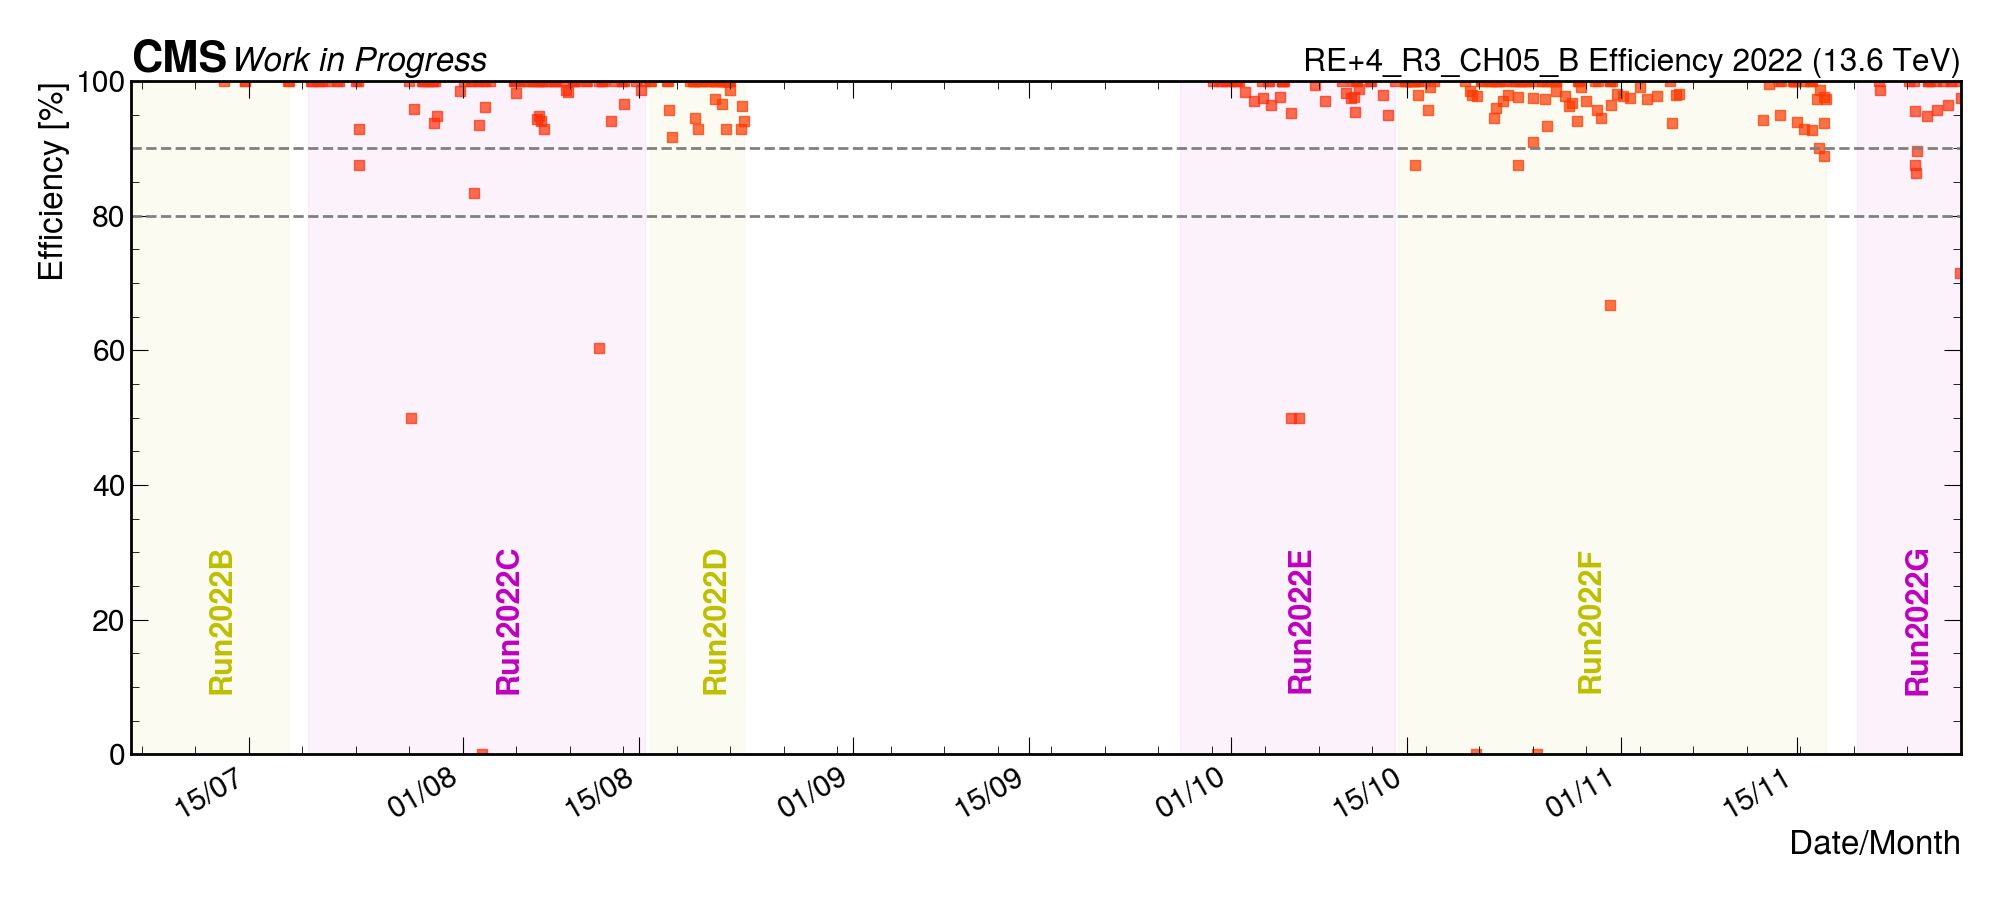 CMS Work in Progress
RE+4_R3_CH05_B Efficiency 2022 (13.6 TeV)
Efficiency [%]
100
80
60
40
20
0
Run2022B
Run2022C
Run2022D
Run2022E
Run2022F
Run2022G
15/07
01/08
15/08
01/09
15/09
01/10
15/10
01/11
15/11
Date/Month